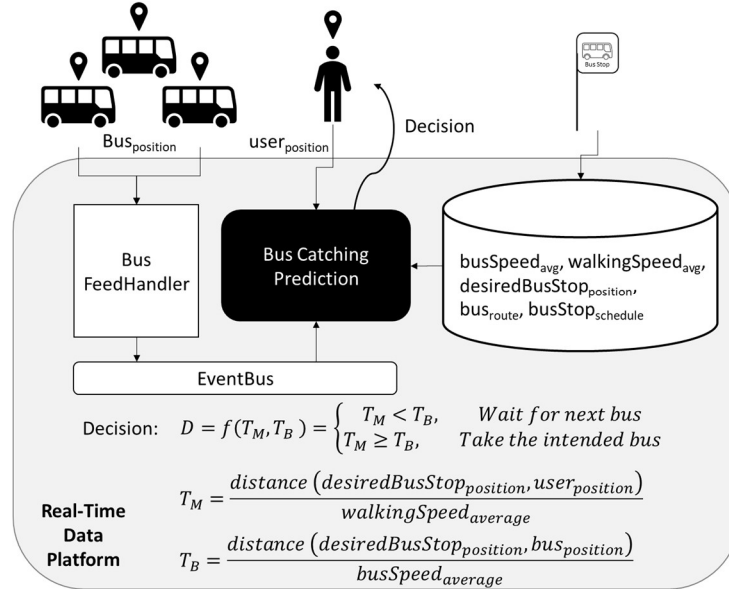 Bus Stop
Bus_position
user_position
Decision
Bus
FeedHandler
Bus Catching
Prediction
busSpeed_avg, walkingSpeed_avg,
desiredBusStop_position,
bus_route, busStop_schedule
EventBus
Decision: D = f(T_M, T_B) = { T_M < T_B, Wait for next bus
T_M ≥ T_B, Take the intended bus
Real-Time
Data
Platform
T_M = distance (desiredBusStop_position, user_position)
walkingSpeed_average
T_B = distance (desiredBusStop_position, bus_position)
busSpeed_average